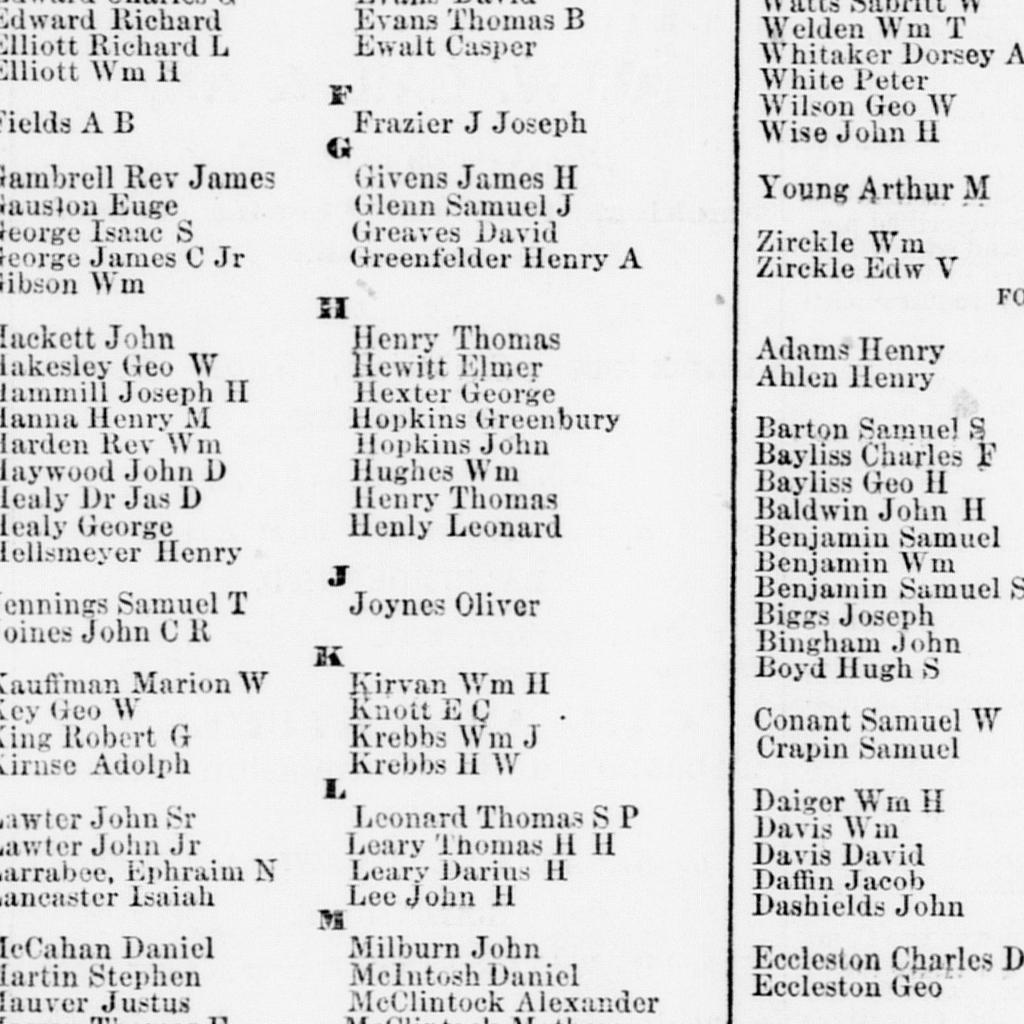 Edward Richard
Elliott Richard L
Elliott Wm H
Fields A B
Gambrell Rev James
Gauston Euge
George Isaac S
George James C Jr
Gibson Wm
Hackett John
Hakesley Geo W
Hammill Joseph H
Hanna Henry M
Harden Rev Wm
Haywood John D
Healy Dr Jas D
Healy George
Hellsmeyer Henry
Jennings Samuel T
Joines John C R
Kauffman Marion W
Key Geo W
King Robert G
Kirnse Adolph
Lawter John Sr
Lawter John Jr
Larrabee, Ephraim N
Lancaster Isaiah
McCahan Daniel
Martin Stephen
Mauver Justus
Evans David
Evans Thomas B
Ewalt Casper
F
Frazier J Joseph
G
Givens James H
Glenn Samuel J
Greaves David
Greenfelder Henry A
H
Henry Thomas
Hewitt Elmer
Hexter George
Hopkins Greenbury
Hopkins John
Hughes Wm
Henry Thomas
Henly Leonard
J
Joynes Oliver
K
Kirvan Wm H
Knott E C
Krebbs Wm J
Krebbs H W
L
Leonard Thomas S P
Leary Thomas H H
Leary Darius H
Lee John H
M
Milburn John
McIntosh Daniel
McClintock Alexander
Watts Sabritt W
Welden Wm T
Whitaker Dorsey A
White Peter
Wilson Geo W
Wise John H
Young Arthur M
Zirckle Wm
Zirckle Edw V
FO
Adams Henry
Ahlen Henry
Barton Samuel S
Bayliss Charles F
Bayliss Geo H
Baldwin John H
Benjamin Samuel
Benjamin Wm
Benjamin Samuel S
Biggs Joseph
Bingham John
Boyd Hugh S
Conant Samuel W
Crapin Samuel
Daiger Wm H
Davis Wm
Davis David
Daffin Jacob
Dashields John
Eccleston Charles D
Eccleston Geo